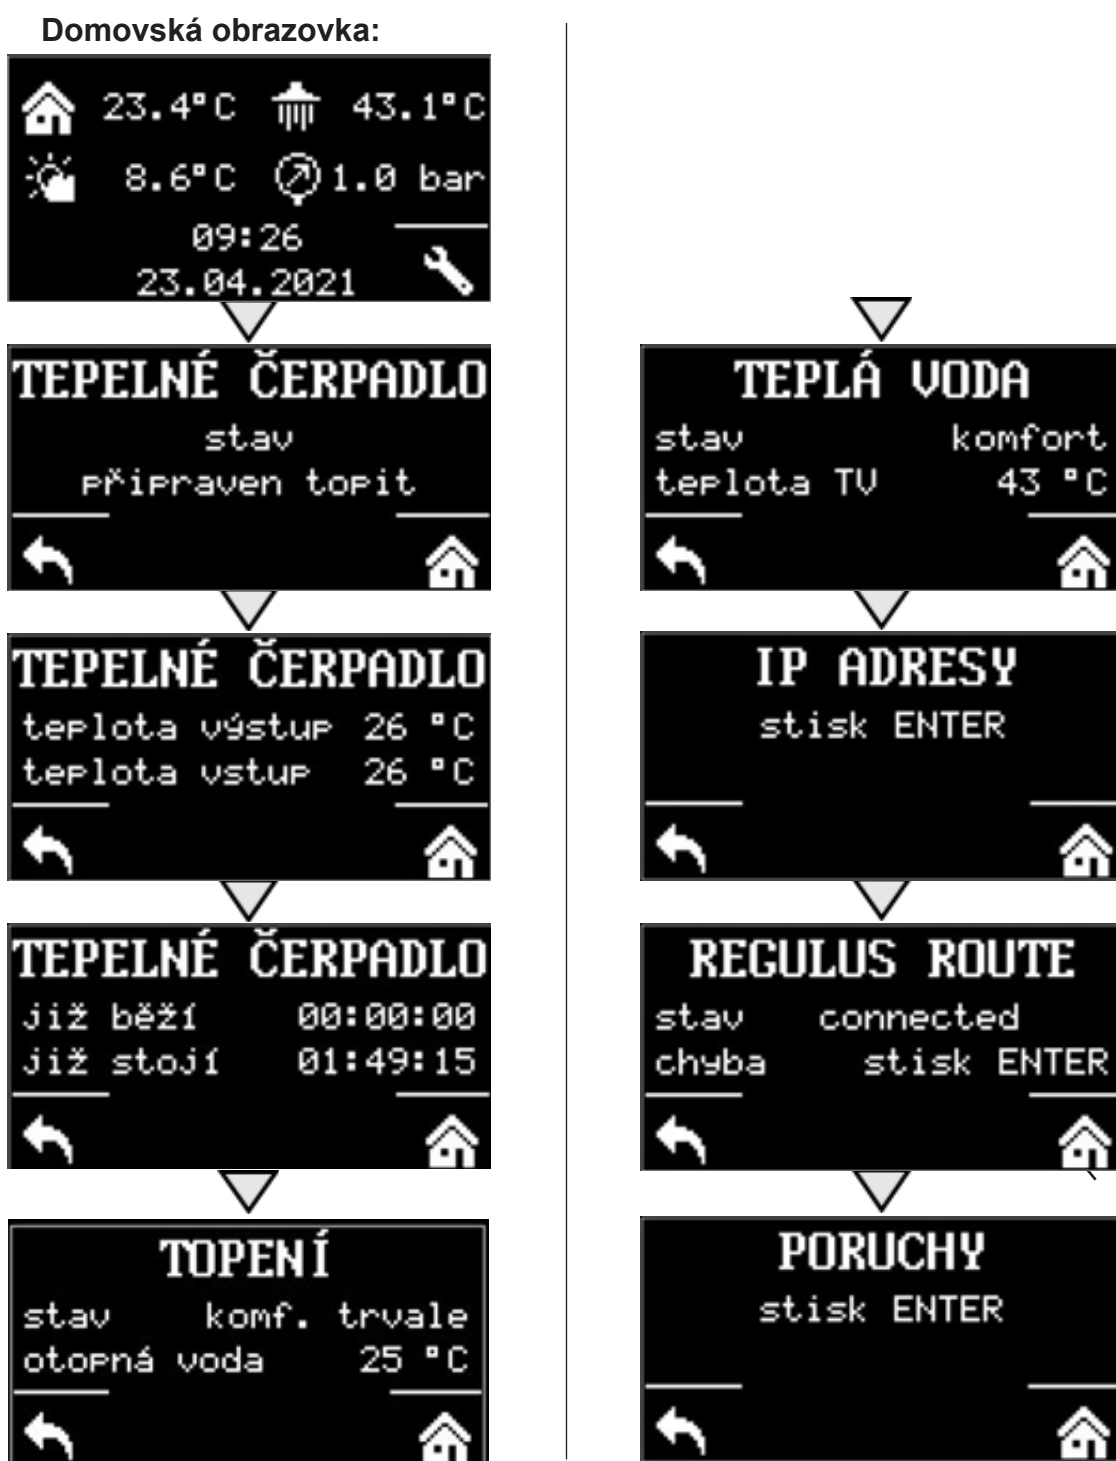 Domovská obrazovka:
23.4°C 43.1°C
8.6°C 1.0 bar
09:26
23.04.2021
TEPELNÉ ČERPADLO
stav
připraven topit
TEPELNÉ ČERPADLO
teplota výstup 26 °C
teplota vstup 26 °C
TEPELNÉ ČERPADLO
již běží 00:00:00
již stojí 01:49:15
TOPENÍ
stav komf. trvale
otopná voda 25 °C
TEPLÁ VODA
stav komfort
teplota TV 43 °C
IP ADRESY
stisk ENTER
REGULUS ROUTE
stav connected
chyba stisk ENTER
PORUCHY
stisk ENTER